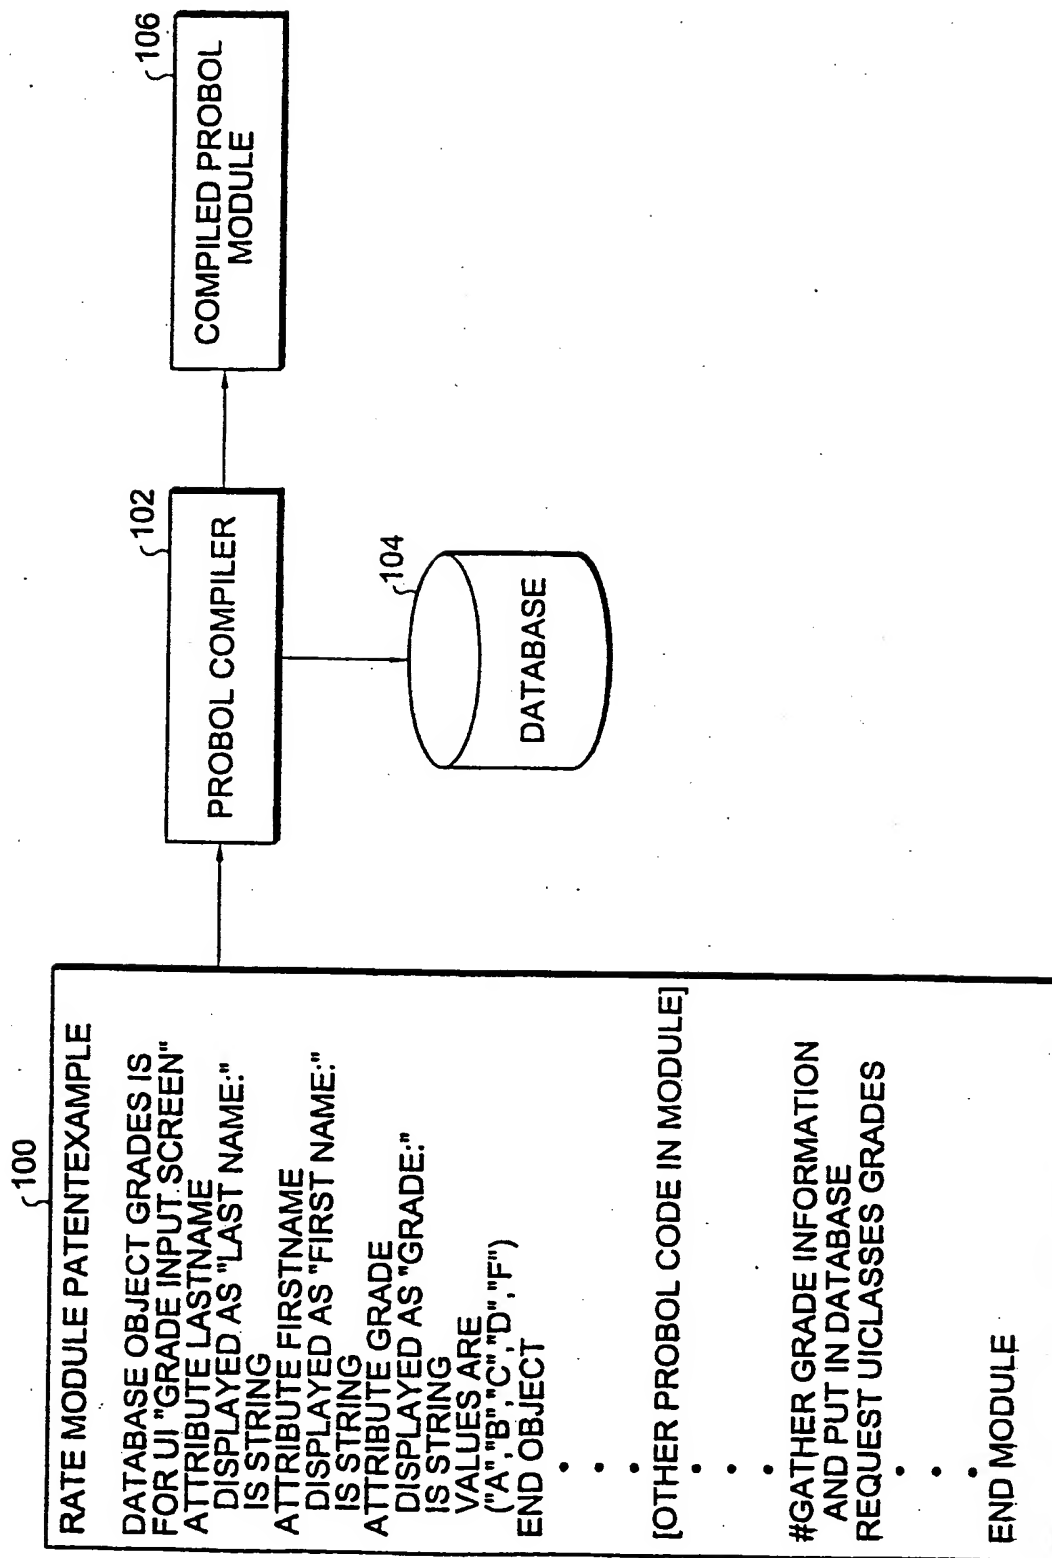 100
RATE MODULE PATENTEXAMPLE
DATABASE OBJECT GRADES IS
FOR UI "GRADE INPUT SCREEN"
ATTRIBUTE LASTNAME
DISPLAYED AS "LAST NAME:"
IS STRING
ATTRIBUTE FIRSTNAME
DISPLAYED AS "FIRST NAME:"
IS STRING
ATTRIBUTE GRADE
DISPLAYED AS "GRADE:"
IS STRING
VALUES ARE
("A","B","C","D","F")
END OBJECT
[OTHER PROBOL CODE IN MODULE]
#GATHER GRADE INFORMATION
AND PUT IN DATABASE
REQUEST UICLASSES GRADES
END MODULE
102
PROBOL COMPILER
104
DATABASE
106
COMPILED PROBOL
MODULE